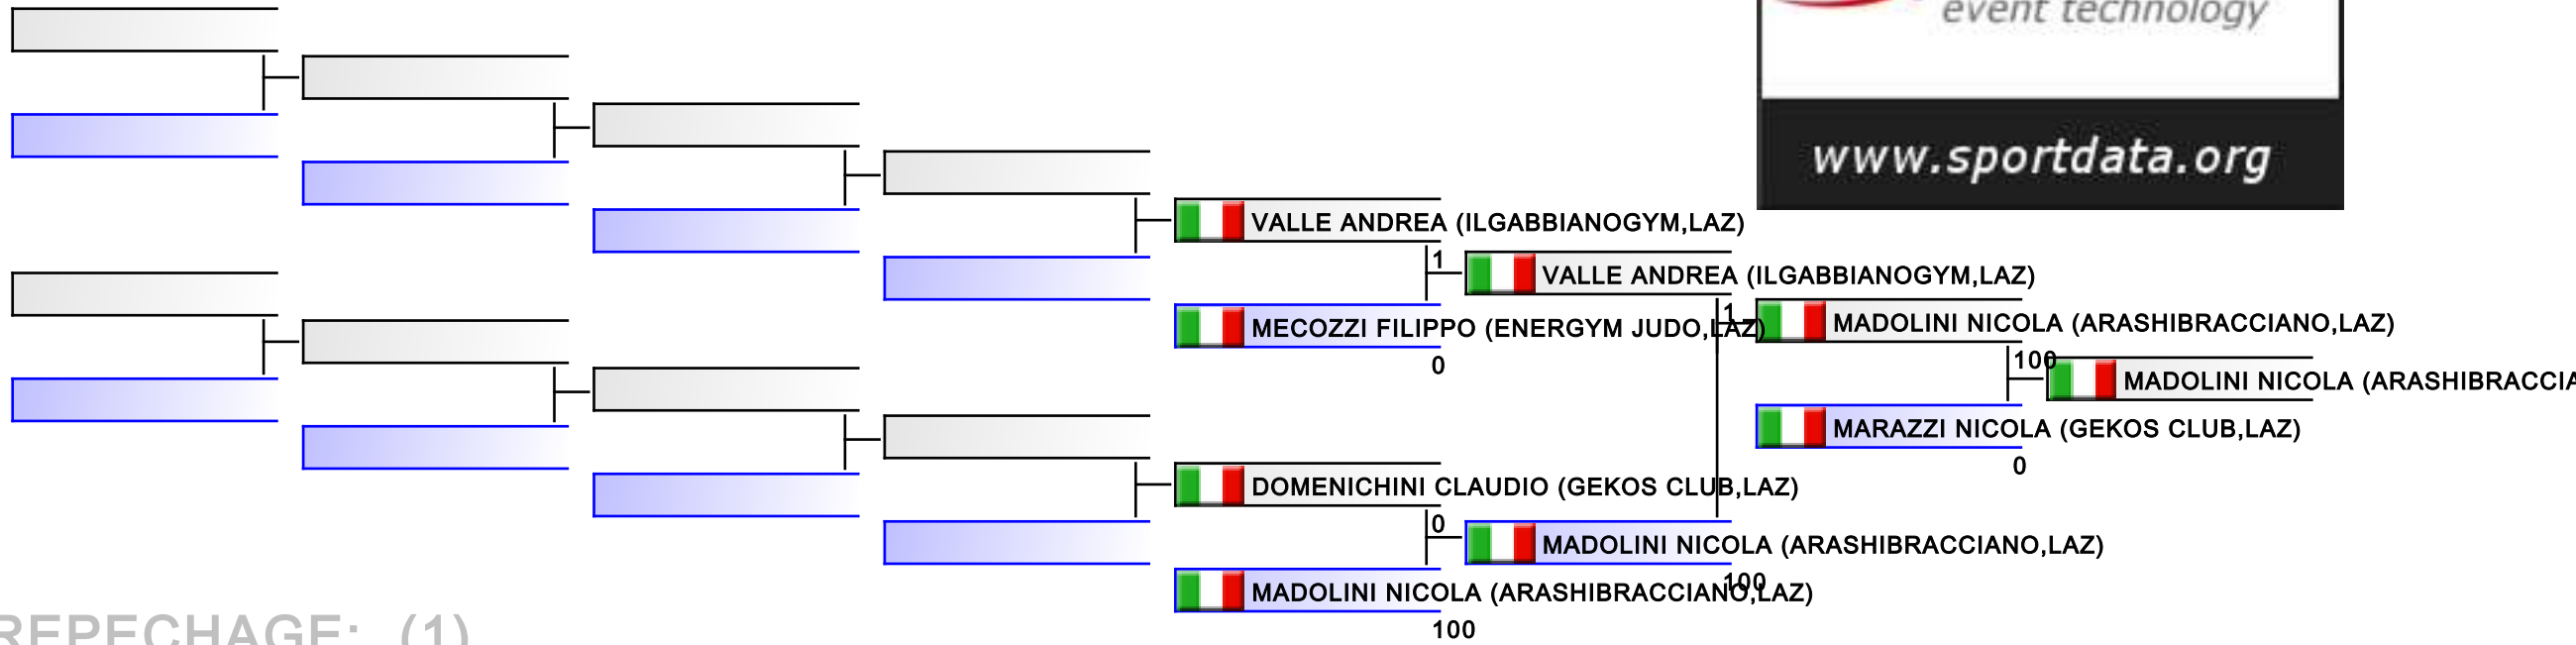 event technology
www.sportdata.org
VALLE ANDREA (ILGABBIANOGYM,LAZ)
1
VALLE ANDREA (ILGABBIANOGYM,LAZ)
MECOZZI FILIPPO (ENERGYM JUDO,LAZ)
0
1
MADOLINI NICOLA (ARASHIBRACCIANO,LAZ)
100
MADOLINI NICOLA (ARASHIBRACCIA
MARAZZI NICOLA (GEKOS CLUB,LAZ)
0
DOMENICHINI CLAUDIO (GEKOS CLUB,LAZ)
0
MADOLINI NICOLA (ARASHIBRACCIANO,LAZ)
100
MADOLINI NICOLA (ARASHIBRACCIANO,LAZ)
100
REPECHAGE: (1)